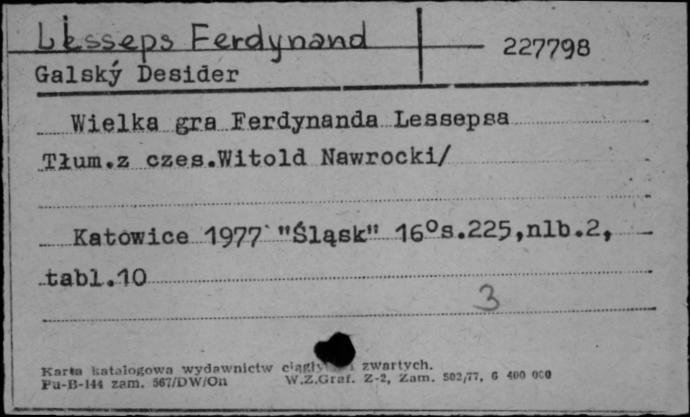 Lesseps Ferdynand
227798
Galský Desider
Wielka gra Ferdynanda Lessepsa
Tłum.z czes.Witold Nawrocki/
Katowice 1977 "Śląsk" 16°s.225,nlb.2,
tabl.10
3
Karta katalogowa wydawnictw zwartych.
Pu-B-144 zam. 567/DW/On W.Z.Graf. Z-2, Zam. 502/77, 6 400 000